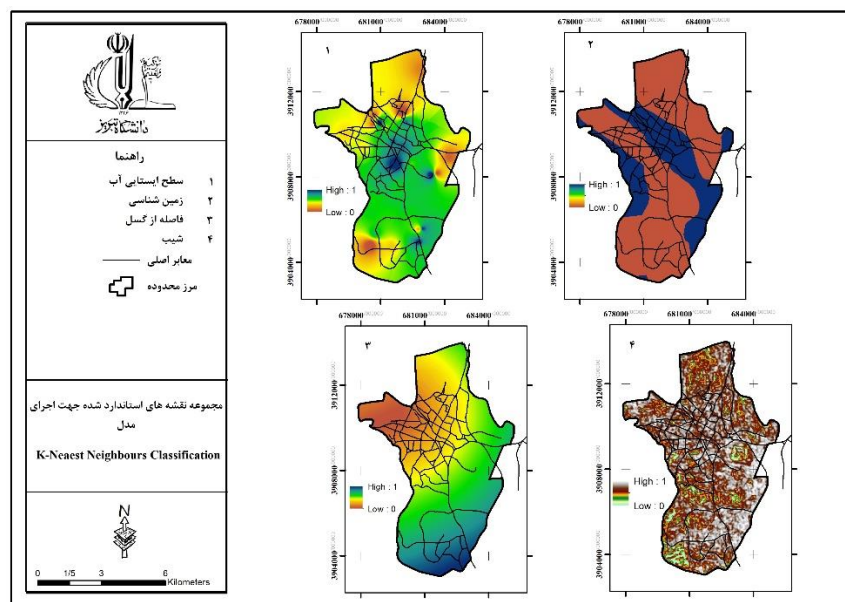 دانشگاه تبریز
راهنما
سطح ایستابی آب ۱
زمین شناسی ۲
فاصله از گسل ۳
شیب ۴
معابر اصلی
مرز محدوده
مجموعه نقشه های استاندارد شده جهت اجرای
مدل
K-Neaest Neighbours Classification
N
0 1/5 3 6
Kilometers
678000 681000 684000
۱
3912000
3908000
3904000
High : 1
Low : 0
678000 681000 684000
۲
3912000
3908000
3904000
High : 1
Low : 0
678000 681000 684000
۳
3912000
3908000
3904000
High : 1
Low : 0
678000 681000 684000
۴
3912000
3908000
3904000
High : 1
Low : 0